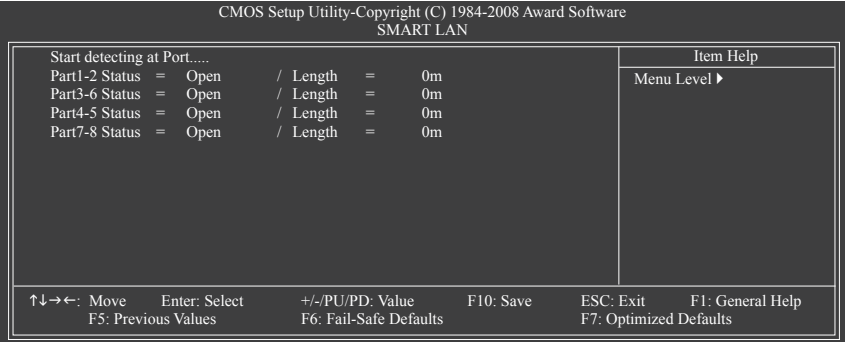 CMOS Setup Utility-Copyright (C) 1984-2008 Award Software
SMART LAN
Start detecting at Port.....
Part1-2 Status = Open / Length = 0m
Part3-6 Status = Open / Length = 0m
Part4-5 Status = Open / Length = 0m
Part7-8 Status = Open / Length = 0m
Item Help
Menu Level▶
↑↓→←: Move Enter: Select +/-/PU/PD: Value F10: Save ESC: Exit F1: General Help
F5: Previous Values F6: Fail-Safe Defaults F7: Optimized Defaults